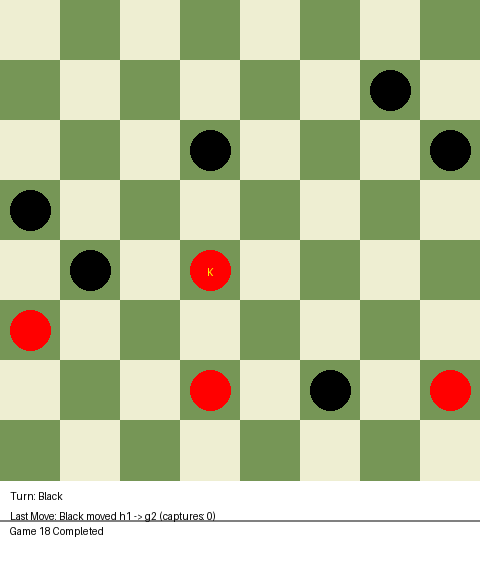 K
Turn: Black
Last Move: Black moved h1 -> g2 (captures: 0)
Game 18 Completed